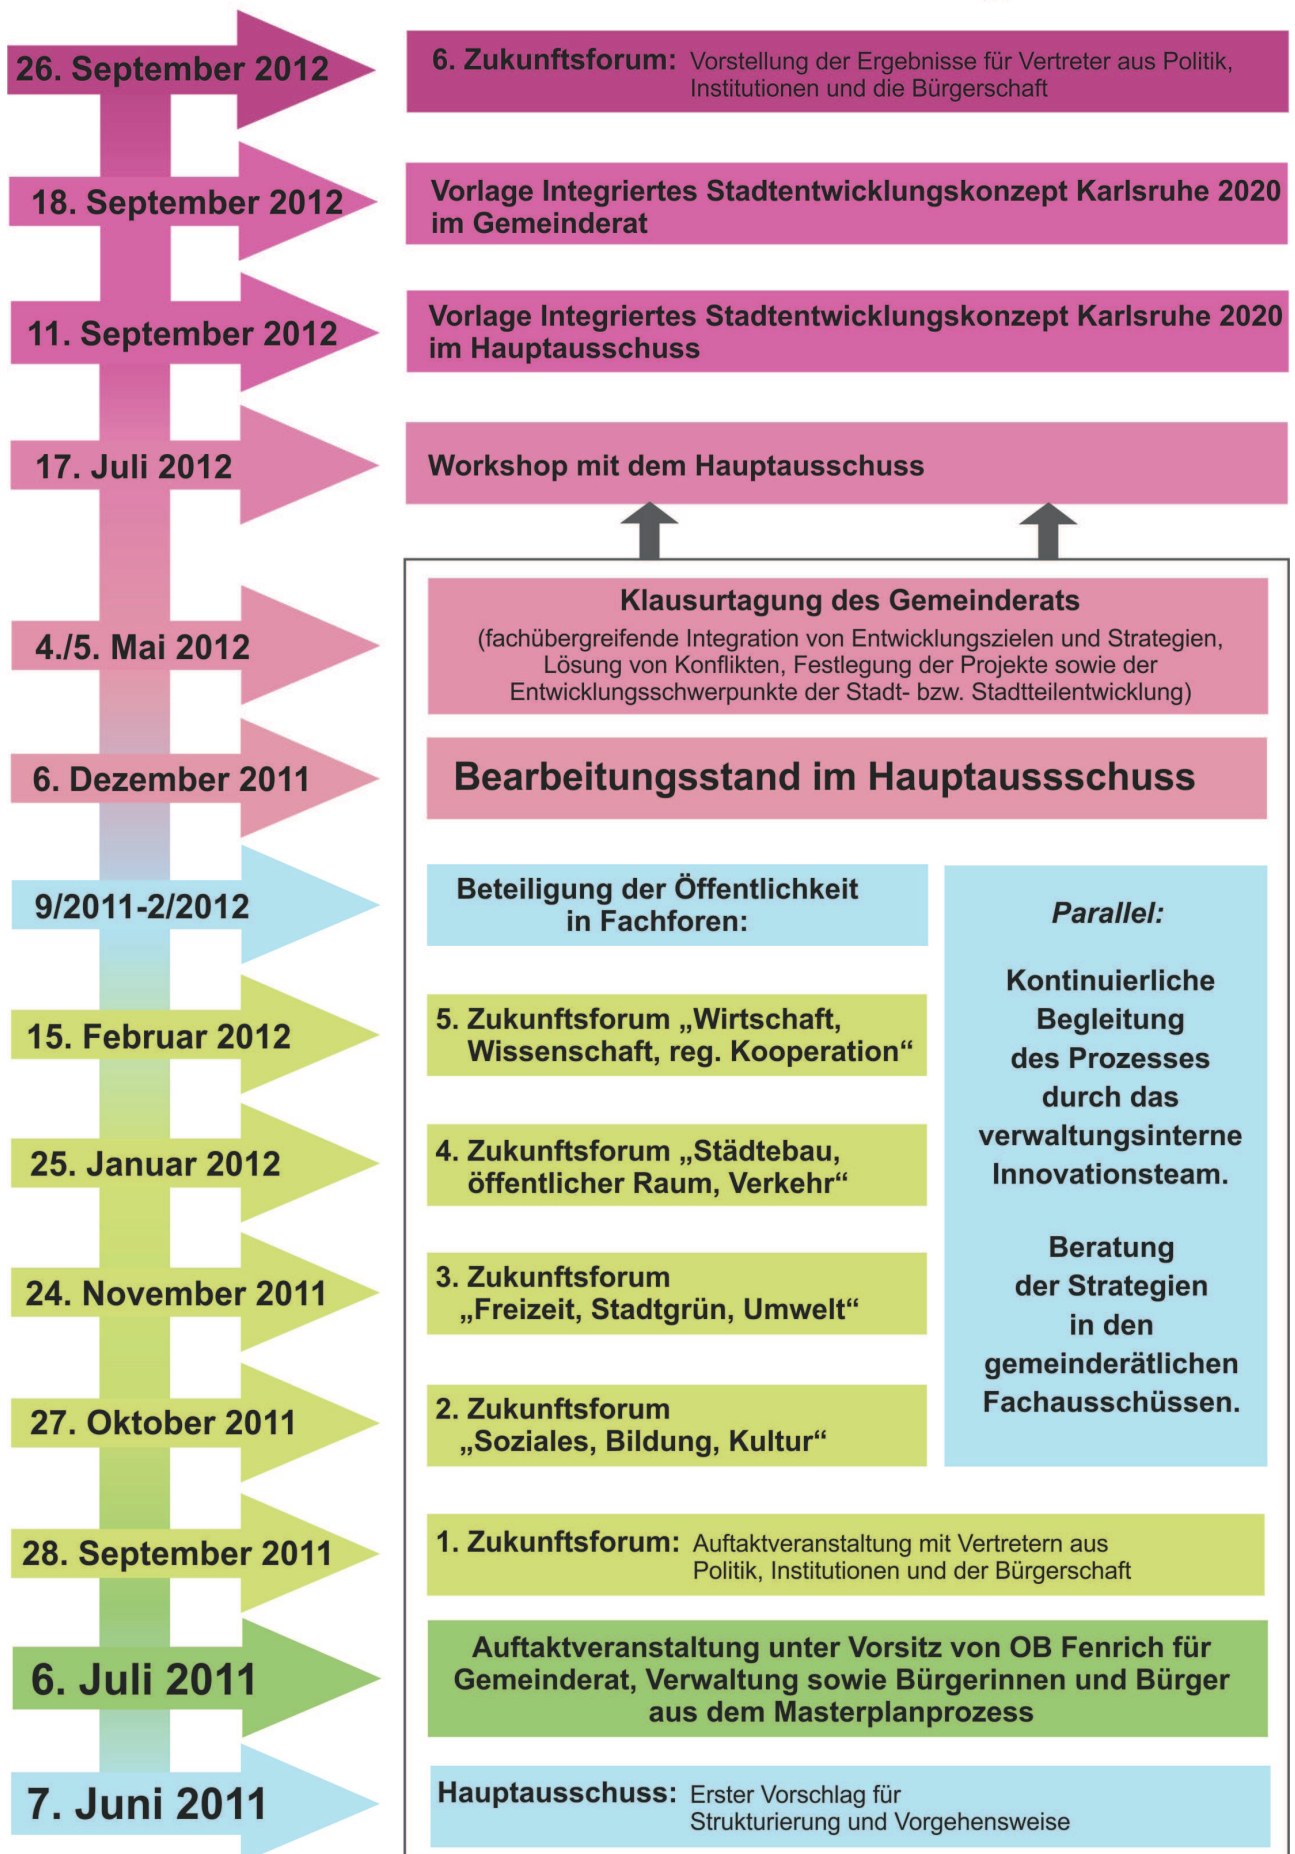 26. September 2012
6. Zukunftsforum: Vorstellung der Ergebnisse für Vertreter aus Politik,
Institutionen und die Bürgerschaft
18. September 2012
Vorlage Integriertes Stadtentwicklungskonzept Karlsruhe 2020
im Gemeinderat
11. September 2012
Vorlage Integriertes Stadtentwicklungskonzept Karlsruhe 2020
im Hauptausschuss
17. Juli 2012
Workshop mit dem Hauptausschuss
4./5. Mai 2012
Klausurtagung des Gemeinderats
(fachübergreifende Integration von Entwicklungszielen und Strategien,
Lösung von Konflikten, Festlegung der Projekte sowie der
Entwicklungsschwerpunkte der Stadt- bzw. Stadtteilentwicklung)
6. Dezember 2011
Bearbeitungsstand im Hauptaussschuss
9/2011-2/2012
Beteiligung der Öffentlichkeit
in Fachforen:
15. Februar 2012
5. Zukunftsforum „Wirtschaft,
Wissenschaft, reg. Kooperation“
25. Januar 2012
4. Zukunftsforum „Städtebau,
öffentlicher Raum, Verkehr“
24. November 2011
3. Zukunftsforum
„Freizeit, Stadtgrün, Umwelt“
27. Oktober 2011
2. Zukunftsforum
„Soziales, Bildung, Kultur“
Parallel:
Kontinuierliche
Begleitung
des Prozesses
durch das
verwaltungsinterne
Innovationsteam.
Beratung
der Strategien
in den
gemeinderätlichen
Fachausschüssen.
28. September 2011
1. Zukunftsforum: Auftaktveranstaltung mit Vertretern aus
Politik, Institutionen und der Bürgerschaft
6. Juli 2011
Auftaktveranstaltung unter Vorsitz von OB Fenrich für
Gemeinderat, Verwaltung sowie Bürgerinnen und Bürger
aus dem Masterplanprozess
7. Juni 2011
Hauptausschuss: Erster Vorschlag für
Strukturierung und Vorgehensweise